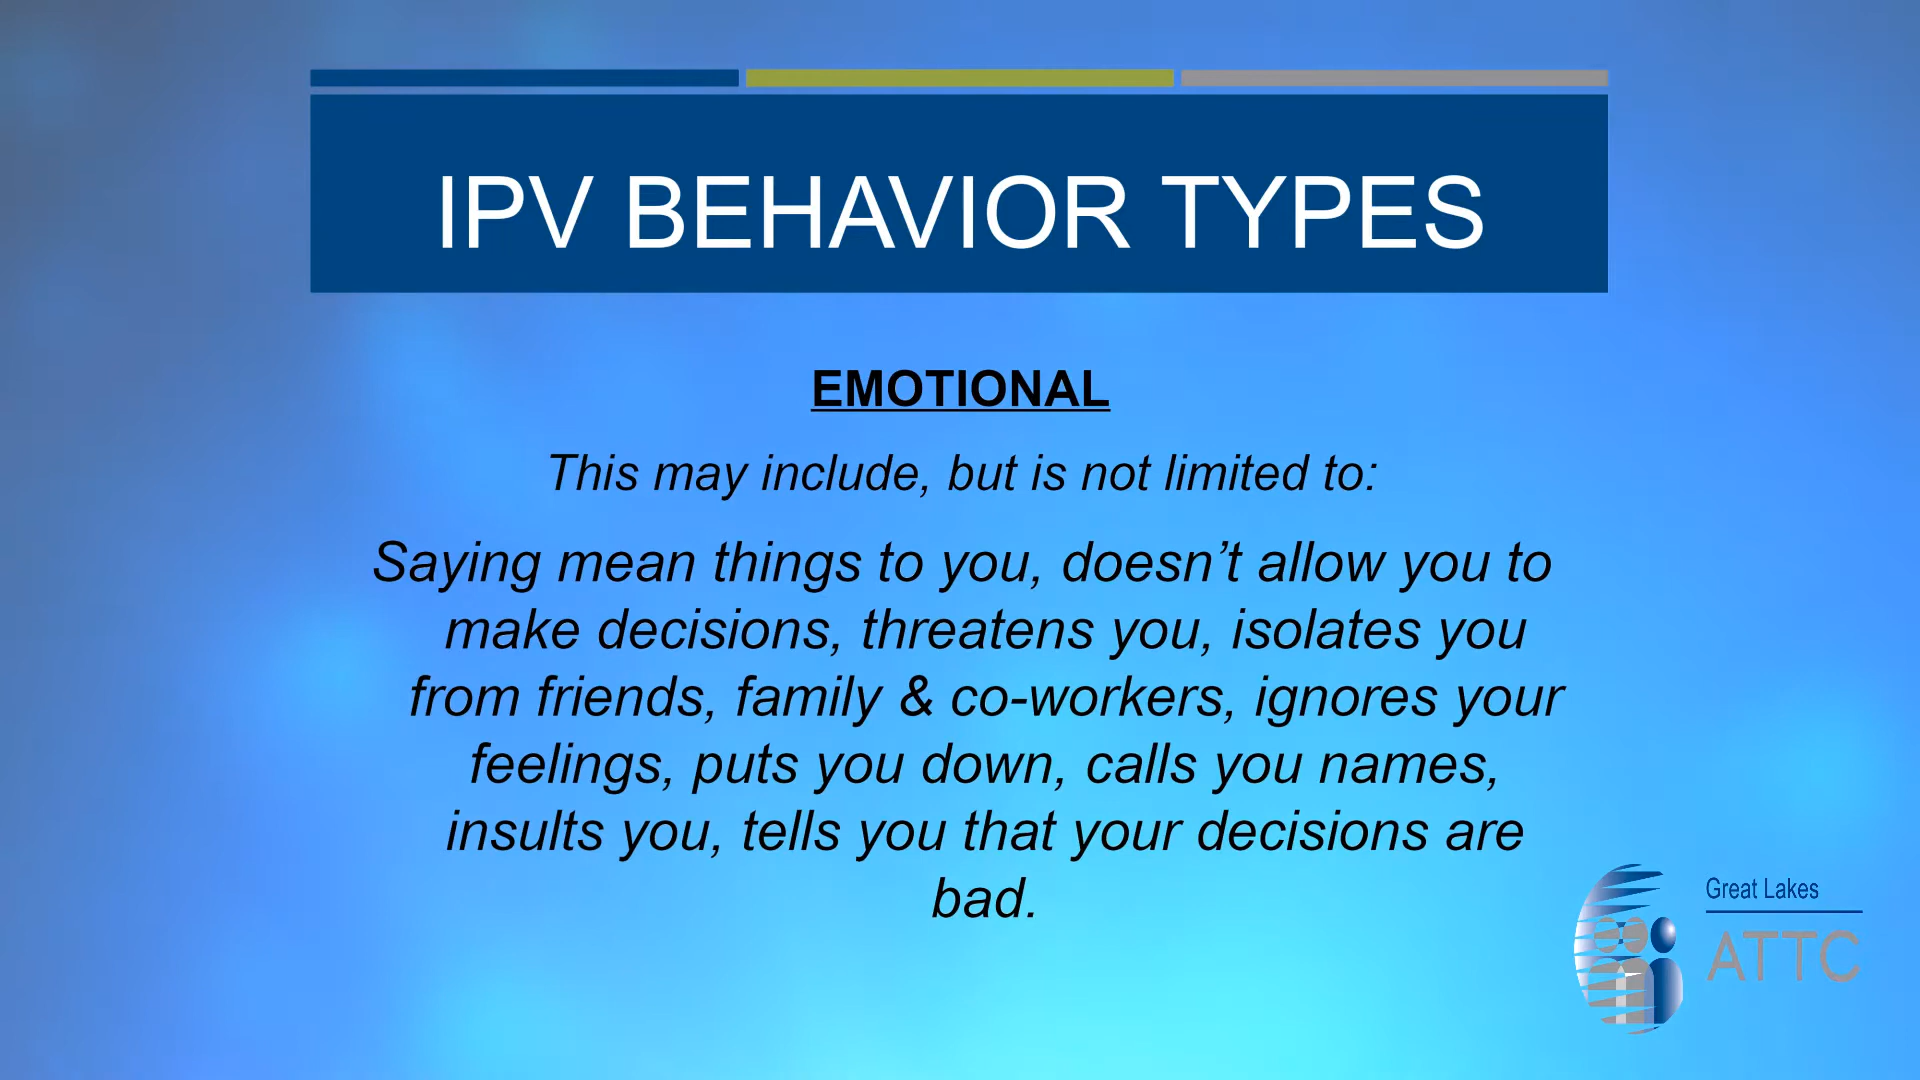 IPV BEHAVIOR TYPES
EMOTIONAL
This may include, but is not limited to:
Saying mean things to you, doesn’t allow you to
make decisions, threatens you, isolates you
from friends, family & co-workers, ignores your
feelings, puts you down, calls you names,
insults you, tells you that your decisions are
bad.
Great Lakes
ATTC